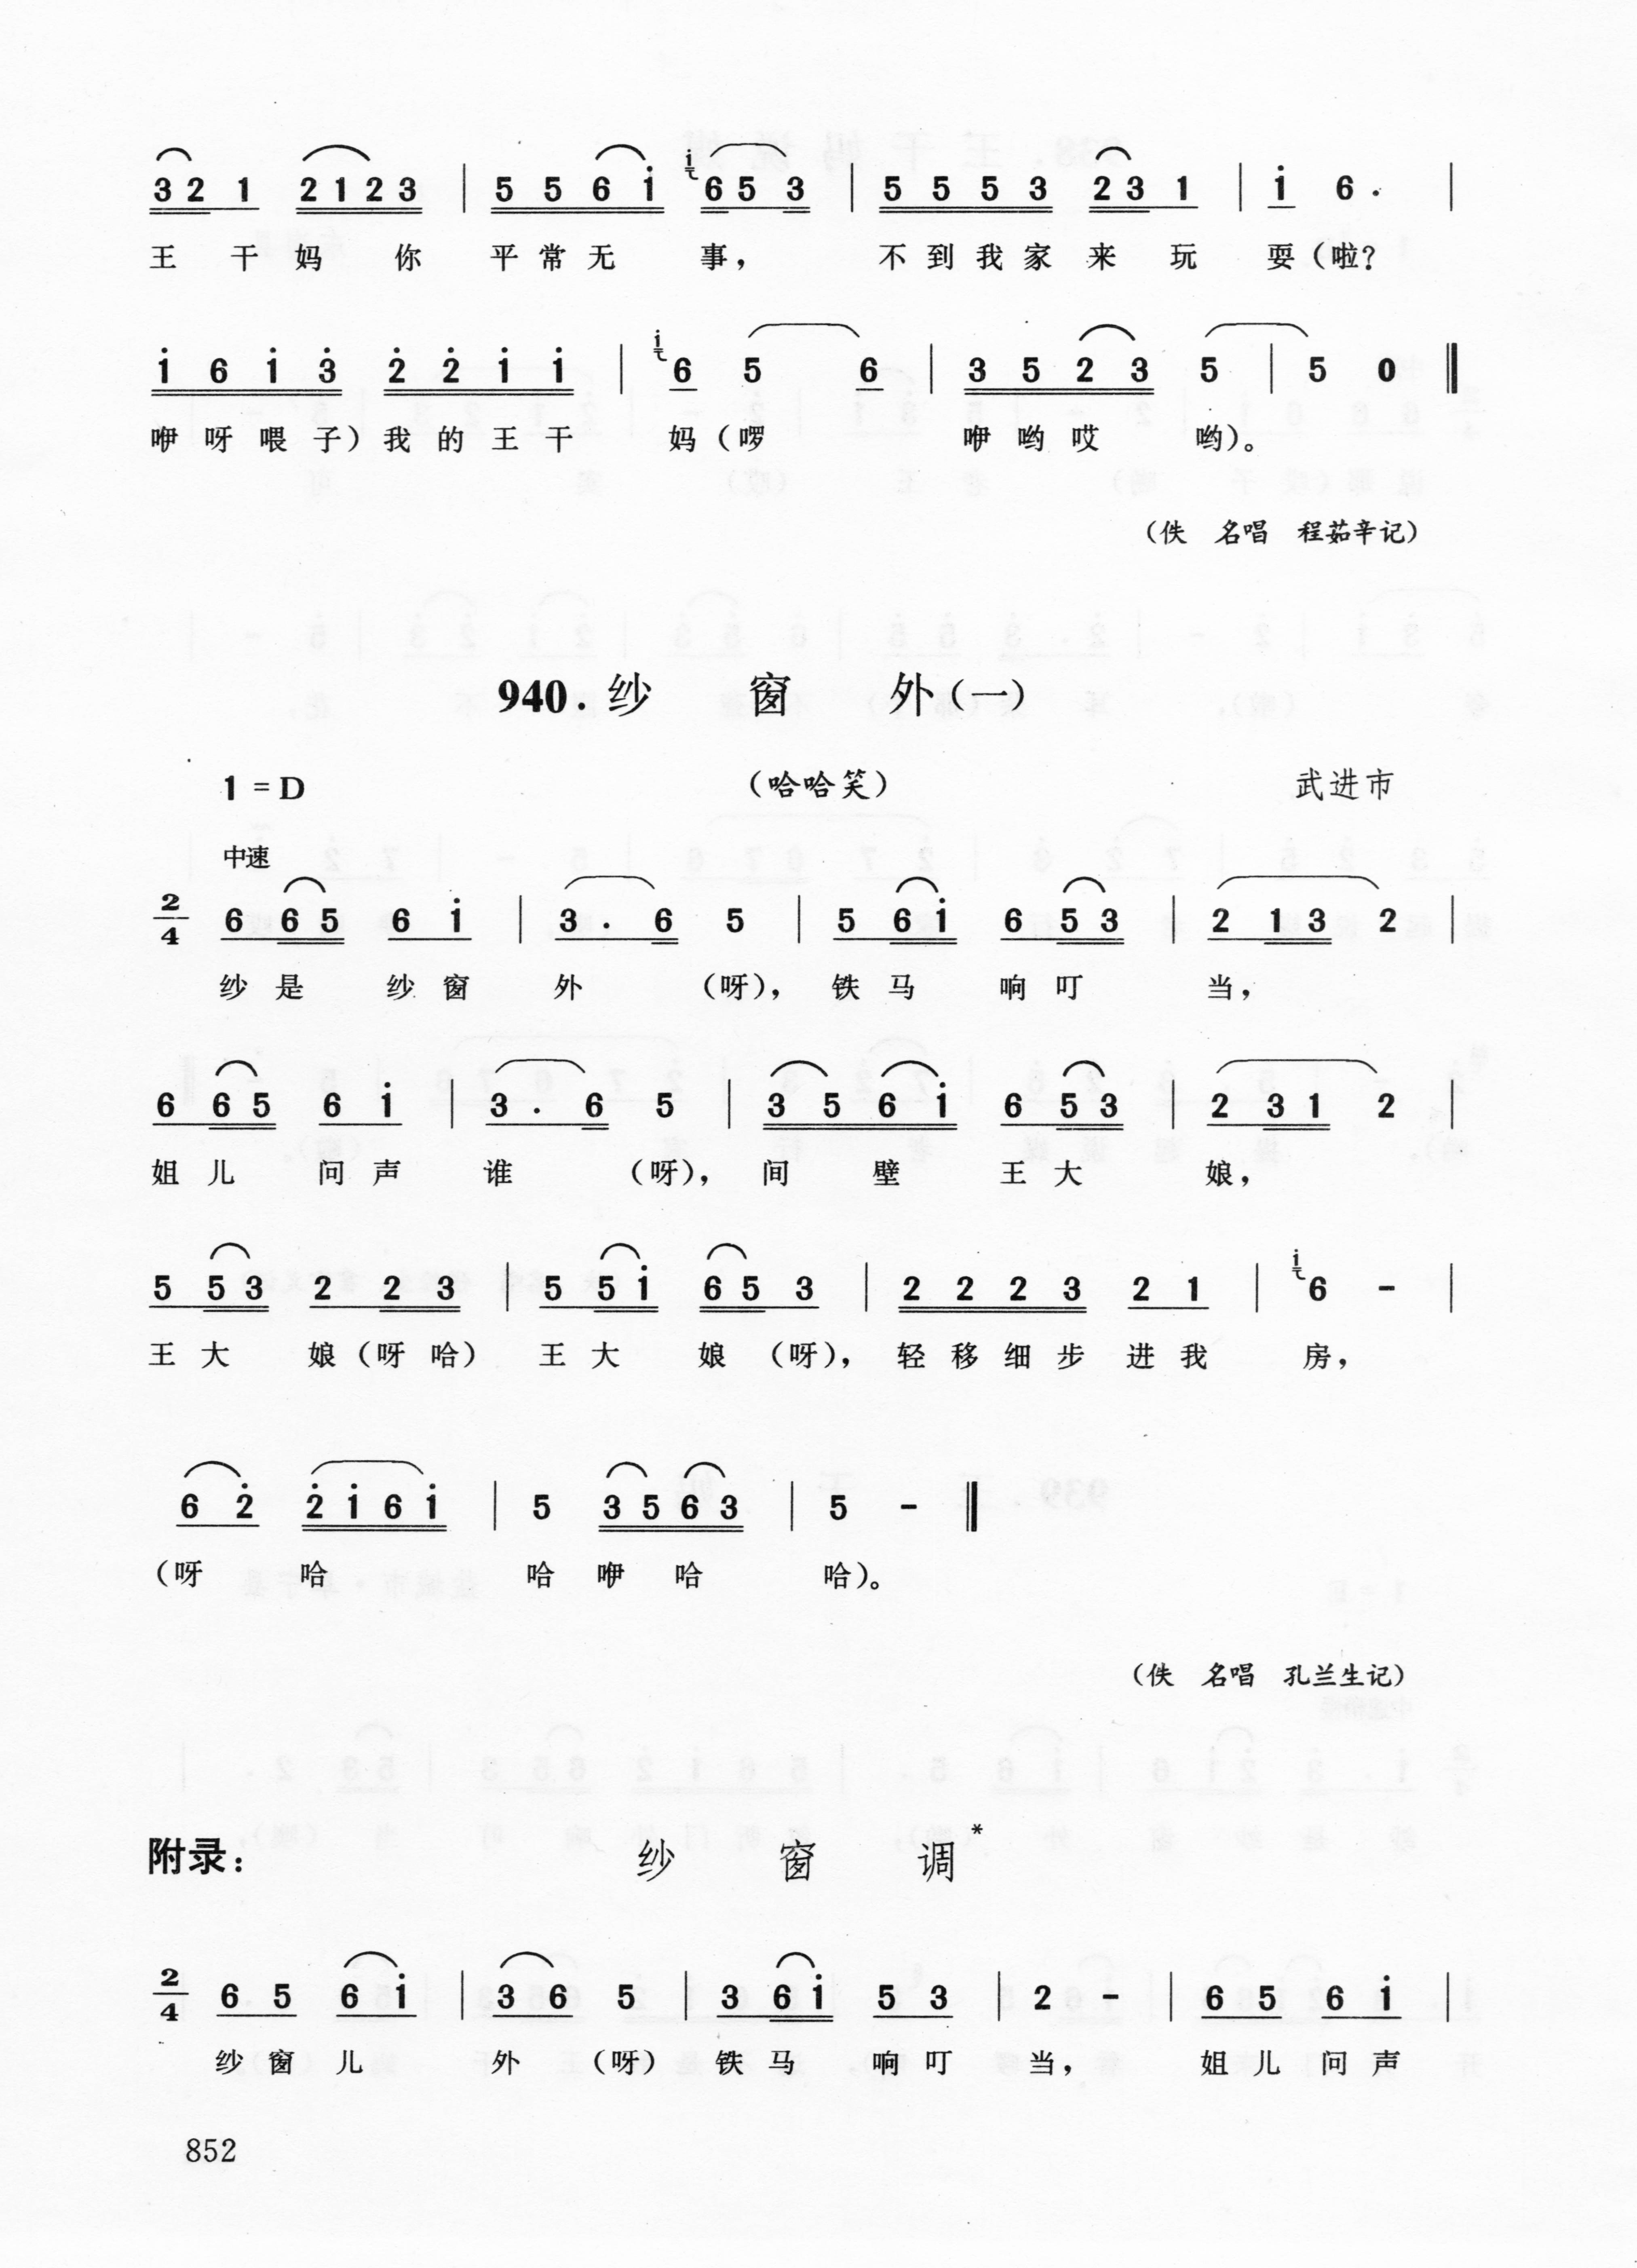 3 2 1 2 1 2 3 | 5 5 6 i̇ i̇ 6 5 3 | 5 5 5 3 2 3 1 | i̇ 6 · |
王 干 妈 你 平 常 无 事， 不 到 我 家 来 玩 耍（啦？
i̇ 6 i̇ 3̇ 2̇ 2̇ i̇ i̇ | i̇ 6 5 6 | 3 5 2 3 5 | 5 0 ‖
咿 呀 喂 子）我 的 王 干 妈（啰 咿 哟 哎 哟）。
（佚 名唱 程茹辛记）
940. 纱 窗 外（一）
1 = D （哈哈笑） 武进市
中速
2/4 6 6 5 6 i̇ | 3 · 6 5 | 5 6 i̇ 6 5 3 | 2 1 3 2 |
纱 是 纱 窗 外 （呀）， 铁 马 响 叮 当，
6 6 5 6 i̇ | 3 · 6 5 | 3 5 6 i̇ 6 5 3 | 2 3 1 2 |
姐 儿 问 声 谁 （呀）， 间 壁 王 大 娘，
5 5 3 2 2 3 | 5 5 i̇ 6 5 3 | 2 2 2 3 2 1 | i̇ 6 - |
王 大 娘（呀 哈） 王 大 娘 （呀）， 轻 移 细 步 进 我 房，
6 2̇ 2̇ i̇ 6 i̇ | 5 3 5 6 3 | 5 - ‖
（呀 哈 哈 咿 哈 哈）。
（佚 名唱 孔兰生记）
附录： 纱 窗 调*
2/4 6 5 6 i̇ | 3 6 5 | 3 6 i̇ 5 3 | 2 - | 6 5 6 i̇ |
纱 窗 儿 外 （呀） 铁 马 响 叮 当， 姐 儿 问 声
852